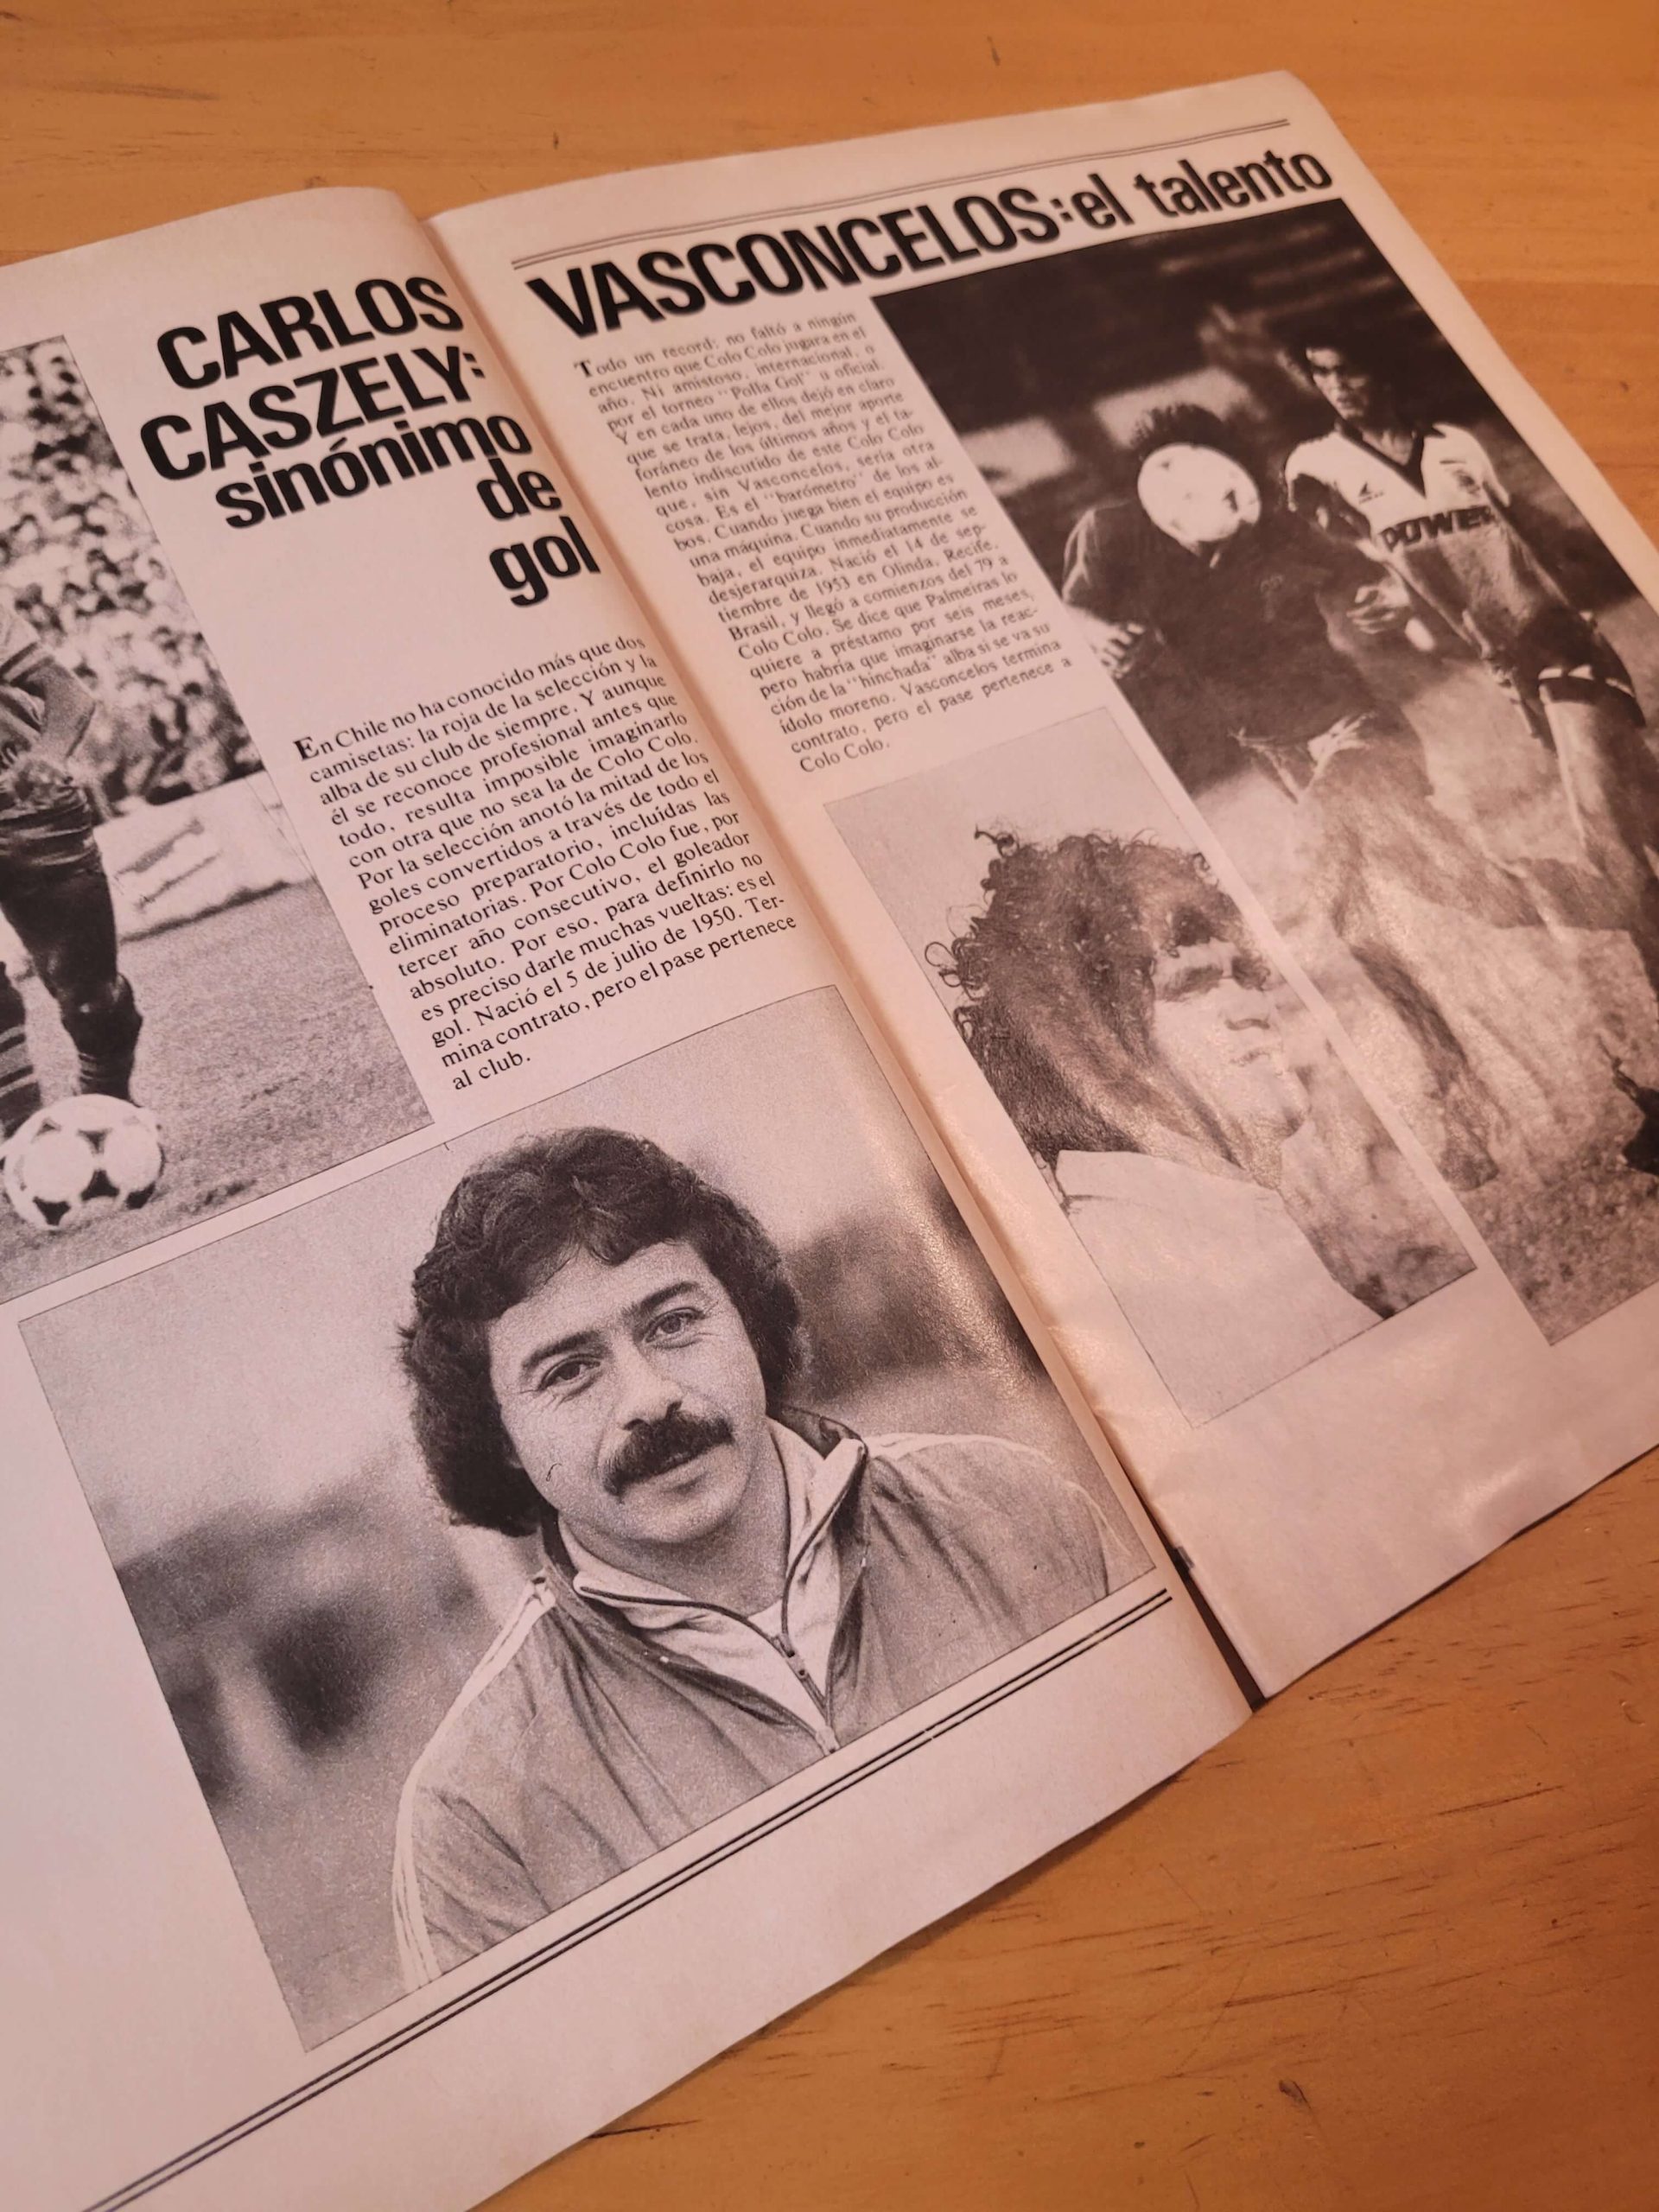 CARLOS
CASZELY:
sinónimo
de
gol
En Chile no ha conocido más que dos
camisetas: la roja de la selección y la
alba de su club de siempre. Y aunque
él se reconoce profesional antes que
todo, resulta imposible imaginarlo
con otra que no sea la de Colo Colo.
Por la selección anotó la mitad de los
goles convertidos a través de todo el
proceso preparatorio, incluídas las
eliminatorias. Por Colo Colo fue, por
tercer año consecutivo, el goleador
absoluto. Por eso, para definirlo no
es preciso darle muchas vueltas: es el
gol. Nació el 5 de julio de 1950. Ter-
mina contrato, pero el pase pertenece
al club.
VASCONCELOS: el talento
Todo un record: no faltó a ningún
encuentro que Colo Colo jugara en el
año. Ni amistoso, internacional, o
por el torneo "Polla Gol" u oficial.
Y en cada uno de ellos dejó en claro
que se trata, lejos, del mejor aporte
foráneo de los últimos años y el ta-
lento indiscutido de este Colo Colo
que, sin Vasconcelos, sería otra
cosa. Es el "barómetro" de los al-
bos. Cuando juega bien el equipo es
una máquina. Cuando su producción
baja, el equipo inmediatamente se
desjerarquiza. Nació el 14 de sep-
tiembre de 1953 en Olinda, Recife,
Brasil, y llegó a comienzos del 79 a
Colo Colo. Se dice que Palmeiras lo
quiere a préstamo por seis meses,
pero habría que imaginarse la reac-
ción de la "hinchada" alba si se va su
ídolo moreno. Vasconcelos termina
contrato, pero el pase pertenece a
Colo Colo.
POWER